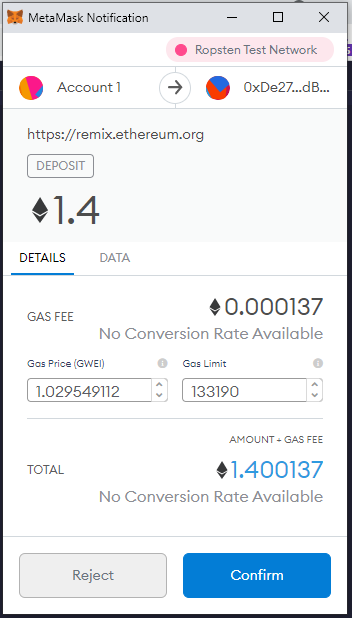 MetaMask Notification
Ropsten Test Network
Account 1
0xDe27...dB...
https://remix.ethereum.org
DEPOSIT
1.4
DETAILS DATA
GAS FEE 0.000137
No Conversion Rate Available
Gas Price (GWEI) Gas Limit
1.029549112 133190
AMOUNT + GAS FEE
TOTAL 1.400137
No Conversion Rate Available
Reject Confirm